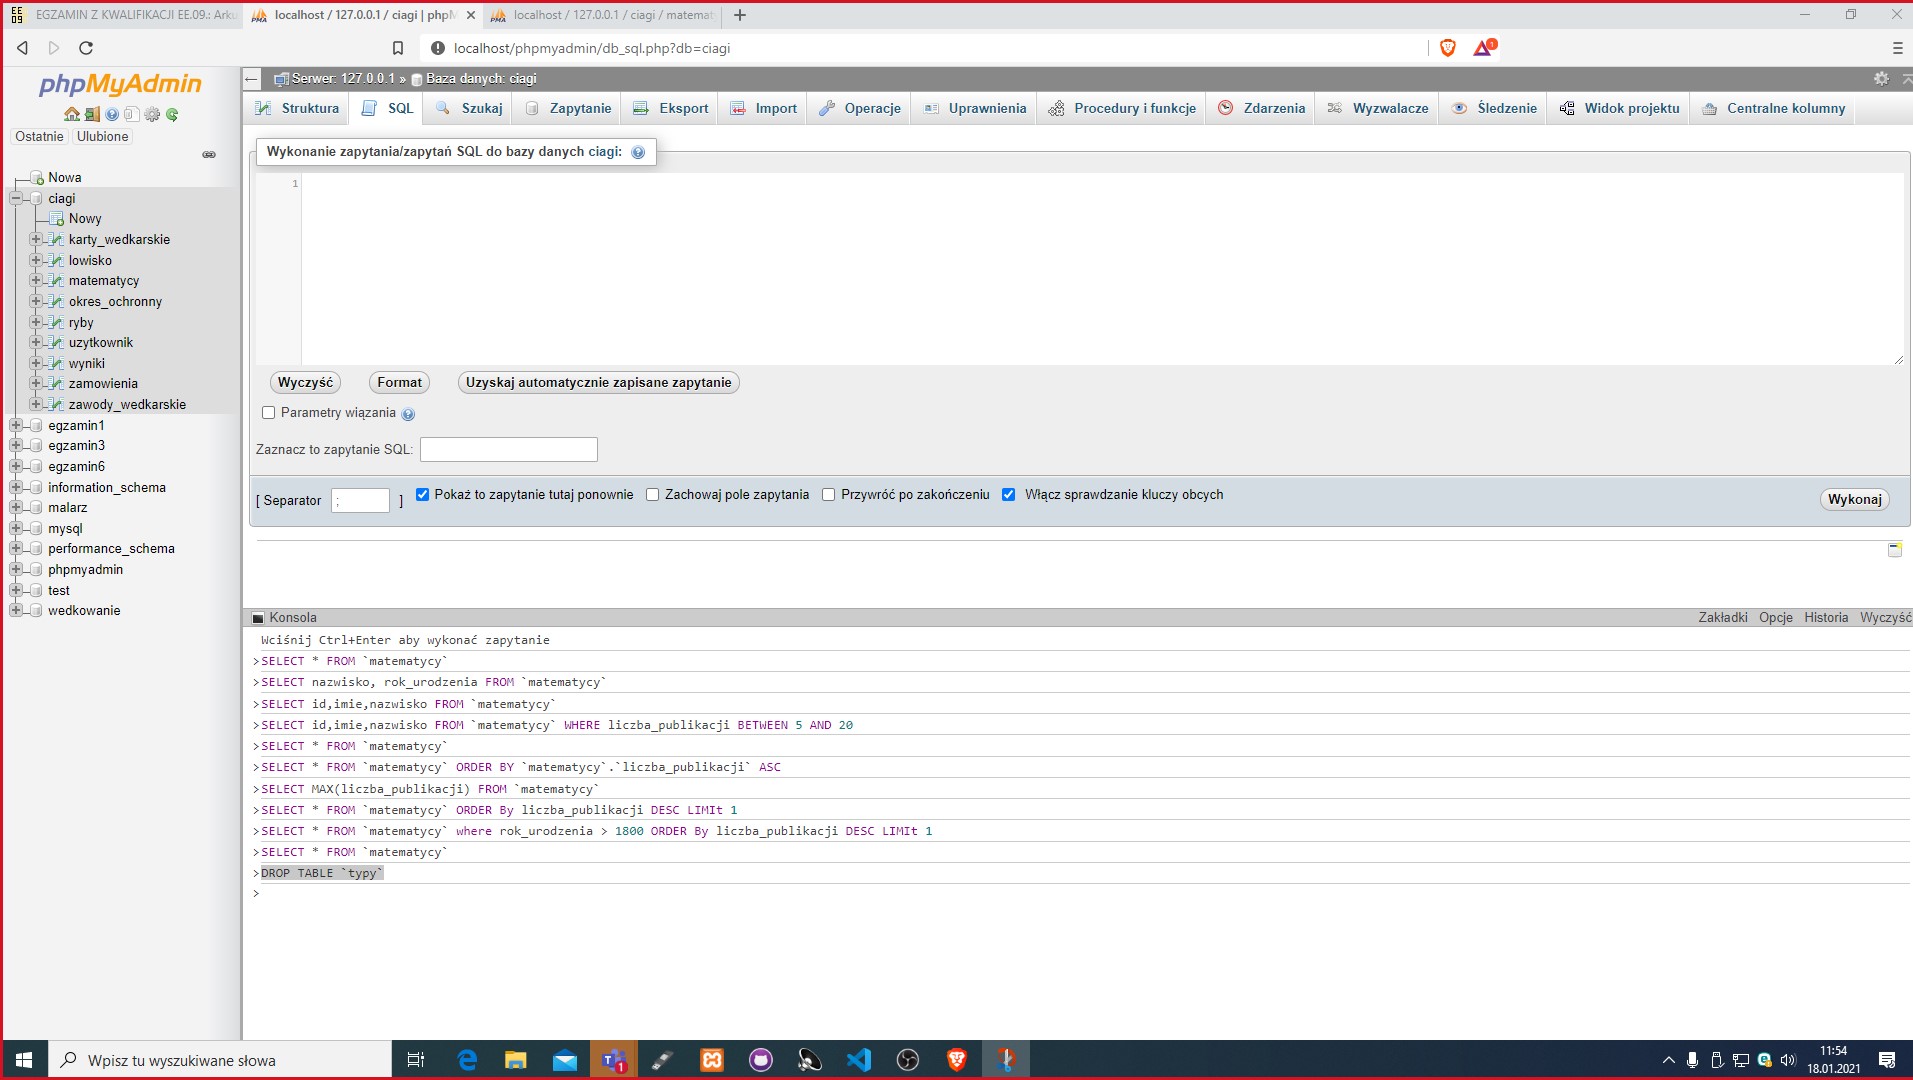 EE
09
EGZAMIN Z KWALIFIKACJI EE.09.: Arku
localhost / 127.0.0.1 / ciagi | phpM
localhost / 127.0.0.1 / ciagi / matemat
localhost/phpmyadmin/db_sql.php?db=ciagi
1
phpMyAdmin
Ostatnie
Ulubione
Nowa
ciagi
Nowy
karty_wedkarskie
lowisko
matematycy
okres_ochronny
ryby
uzytkownik
wyniki
zamowienia
zawody_wedkarskie
egzamin1
egzamin3
egzamin6
information_schema
malarz
mysql
performance_schema
phpmyadmin
test
wedkowanie
Serwer: 127.0.0.1 » Baza danych: ciagi
Struktura SQL Szukaj Zapytanie Eksport Import Operacje Uprawnienia Procedury i funkcje Zdarzenia Wyzwalacze Śledzenie Widok projektu Centralne kolumny
Wykonanie zapytania/zapytań SQL do bazy danych ciagi:
1
Wyczyść Format Uzyskaj automatycznie zapisane zapytanie
Parametry wiązania
Zaznacz to zapytanie SQL:
[ Separator ; ] Pokaż to zapytanie tutaj ponownie Zachowaj pole zapytania Przywróć po zakończeniu Włącz sprawdzanie kluczy obcych Wykonaj
Konsola Zakładki Opcje Historia Wyczyść
Wciśnij Ctrl+Enter aby wykonać zapytanie
>SELECT * FROM `matematycy`
>SELECT nazwisko, rok_urodzenia FROM `matematycy`
>SELECT id,imie,nazwisko FROM `matematycy`
>SELECT id,imie,nazwisko FROM `matematycy` WHERE liczba_publikacji BETWEEN 5 AND 20
>SELECT * FROM `matematycy`
>SELECT * FROM `matematycy` ORDER BY `matematycy`.`liczba_publikacji` ASC
>SELECT MAX(liczba_publikacji) FROM `matematycy`
>SELECT * FROM `matematycy` ORDER By liczba_publikacji DESC LIMIt 1
>SELECT * FROM `matematycy` where rok_urodzenia > 1800 ORDER By liczba_publikacji DESC LIMIt 1
>SELECT * FROM `matematycy`
>DROP TABLE `typy`
>
Wpisz tu wyszukiwane słowa
1
11:54
18.01.2021